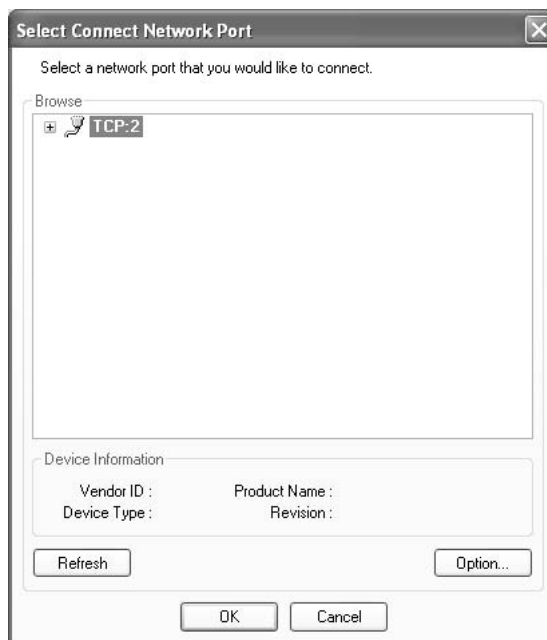 Select Connect Network Port
Select a network port that you would like to connect.
Browse
TCP:2
Device Information
Vendor ID : Product Name :
Device Type : Revision :
Refresh Option...
OK Cancel